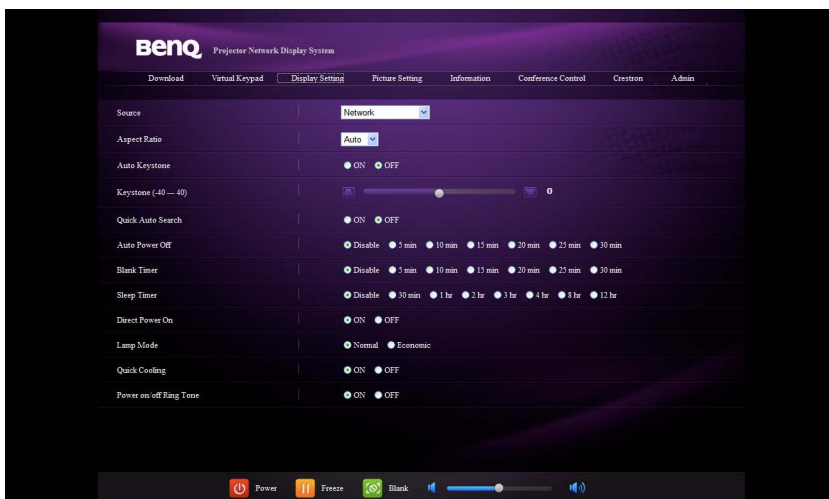 BenQ Projector Network Display System
Download Virtual Keypad Display Setting Picture Setting Information Conference Control Crestron Admin
Source Network
Aspect Ratio Auto
Auto Keystone ON OFF
Keystone (-40 — 40) 0
Quick Auto Search ON OFF
Auto Power Off Disable 5 min 10 min 15 min 20 min 25 min 30 min
Blank Timer Disable 5 min 10 min 15 min 20 min 25 min 30 min
Sleep Timer Disable 30 min 1 hr 2 hr 3 hr 4 hr 8 hr 12 hr
Direct Power On ON OFF
Lamp Mode Normal Economic
Quick Cooling ON OFF
Power on/off Ring Tone ON OFF
Power Freeze Blank